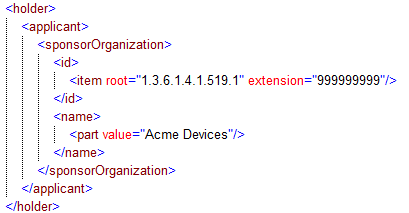 <holder>
<applicant>
<sponsorOrganization>
<id>
<item root="1.3.6.1.4.1.519.1" extension="999999999"/>
</id>
<name>
<part value="Acme Devices"/>
</name>
</sponsorOrganization>
</applicant>
</holder>